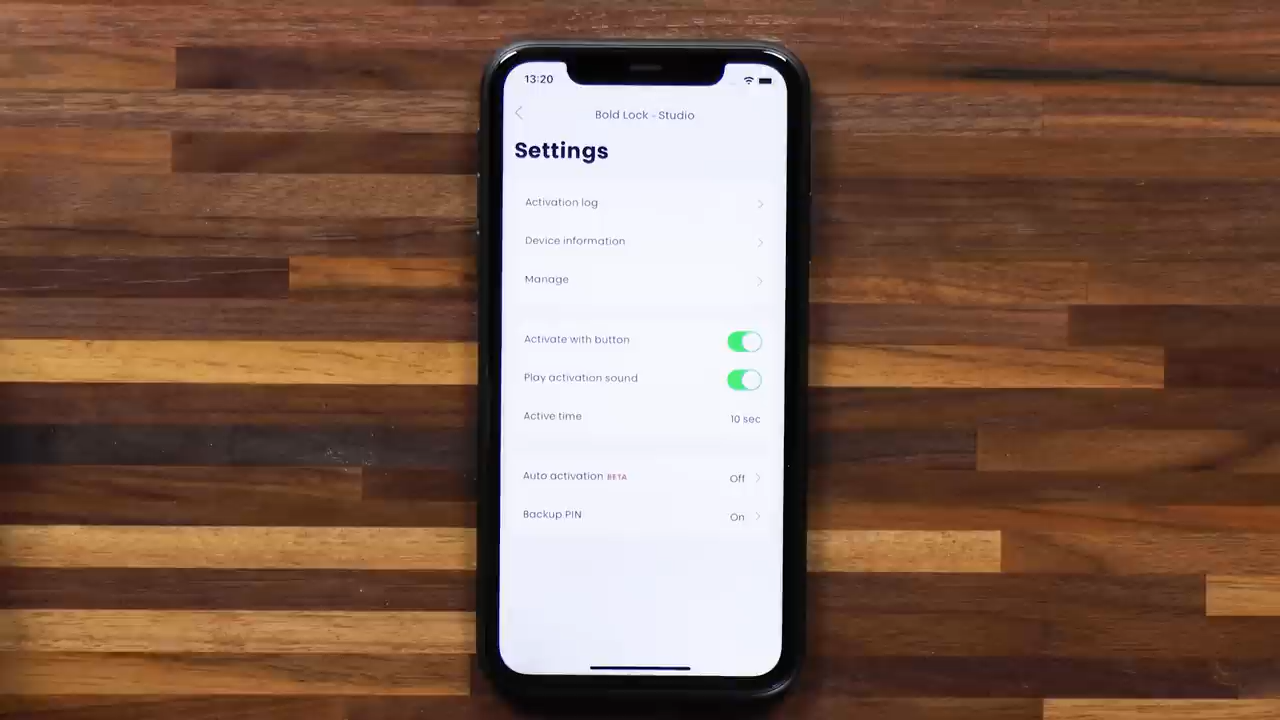 13:20
Bold Lock - Studio
Settings
Activation log
Device information
Manage
Activate with button
Play activation sound
Active time 10 sec
Auto activation BETA Off
Backup PIN On